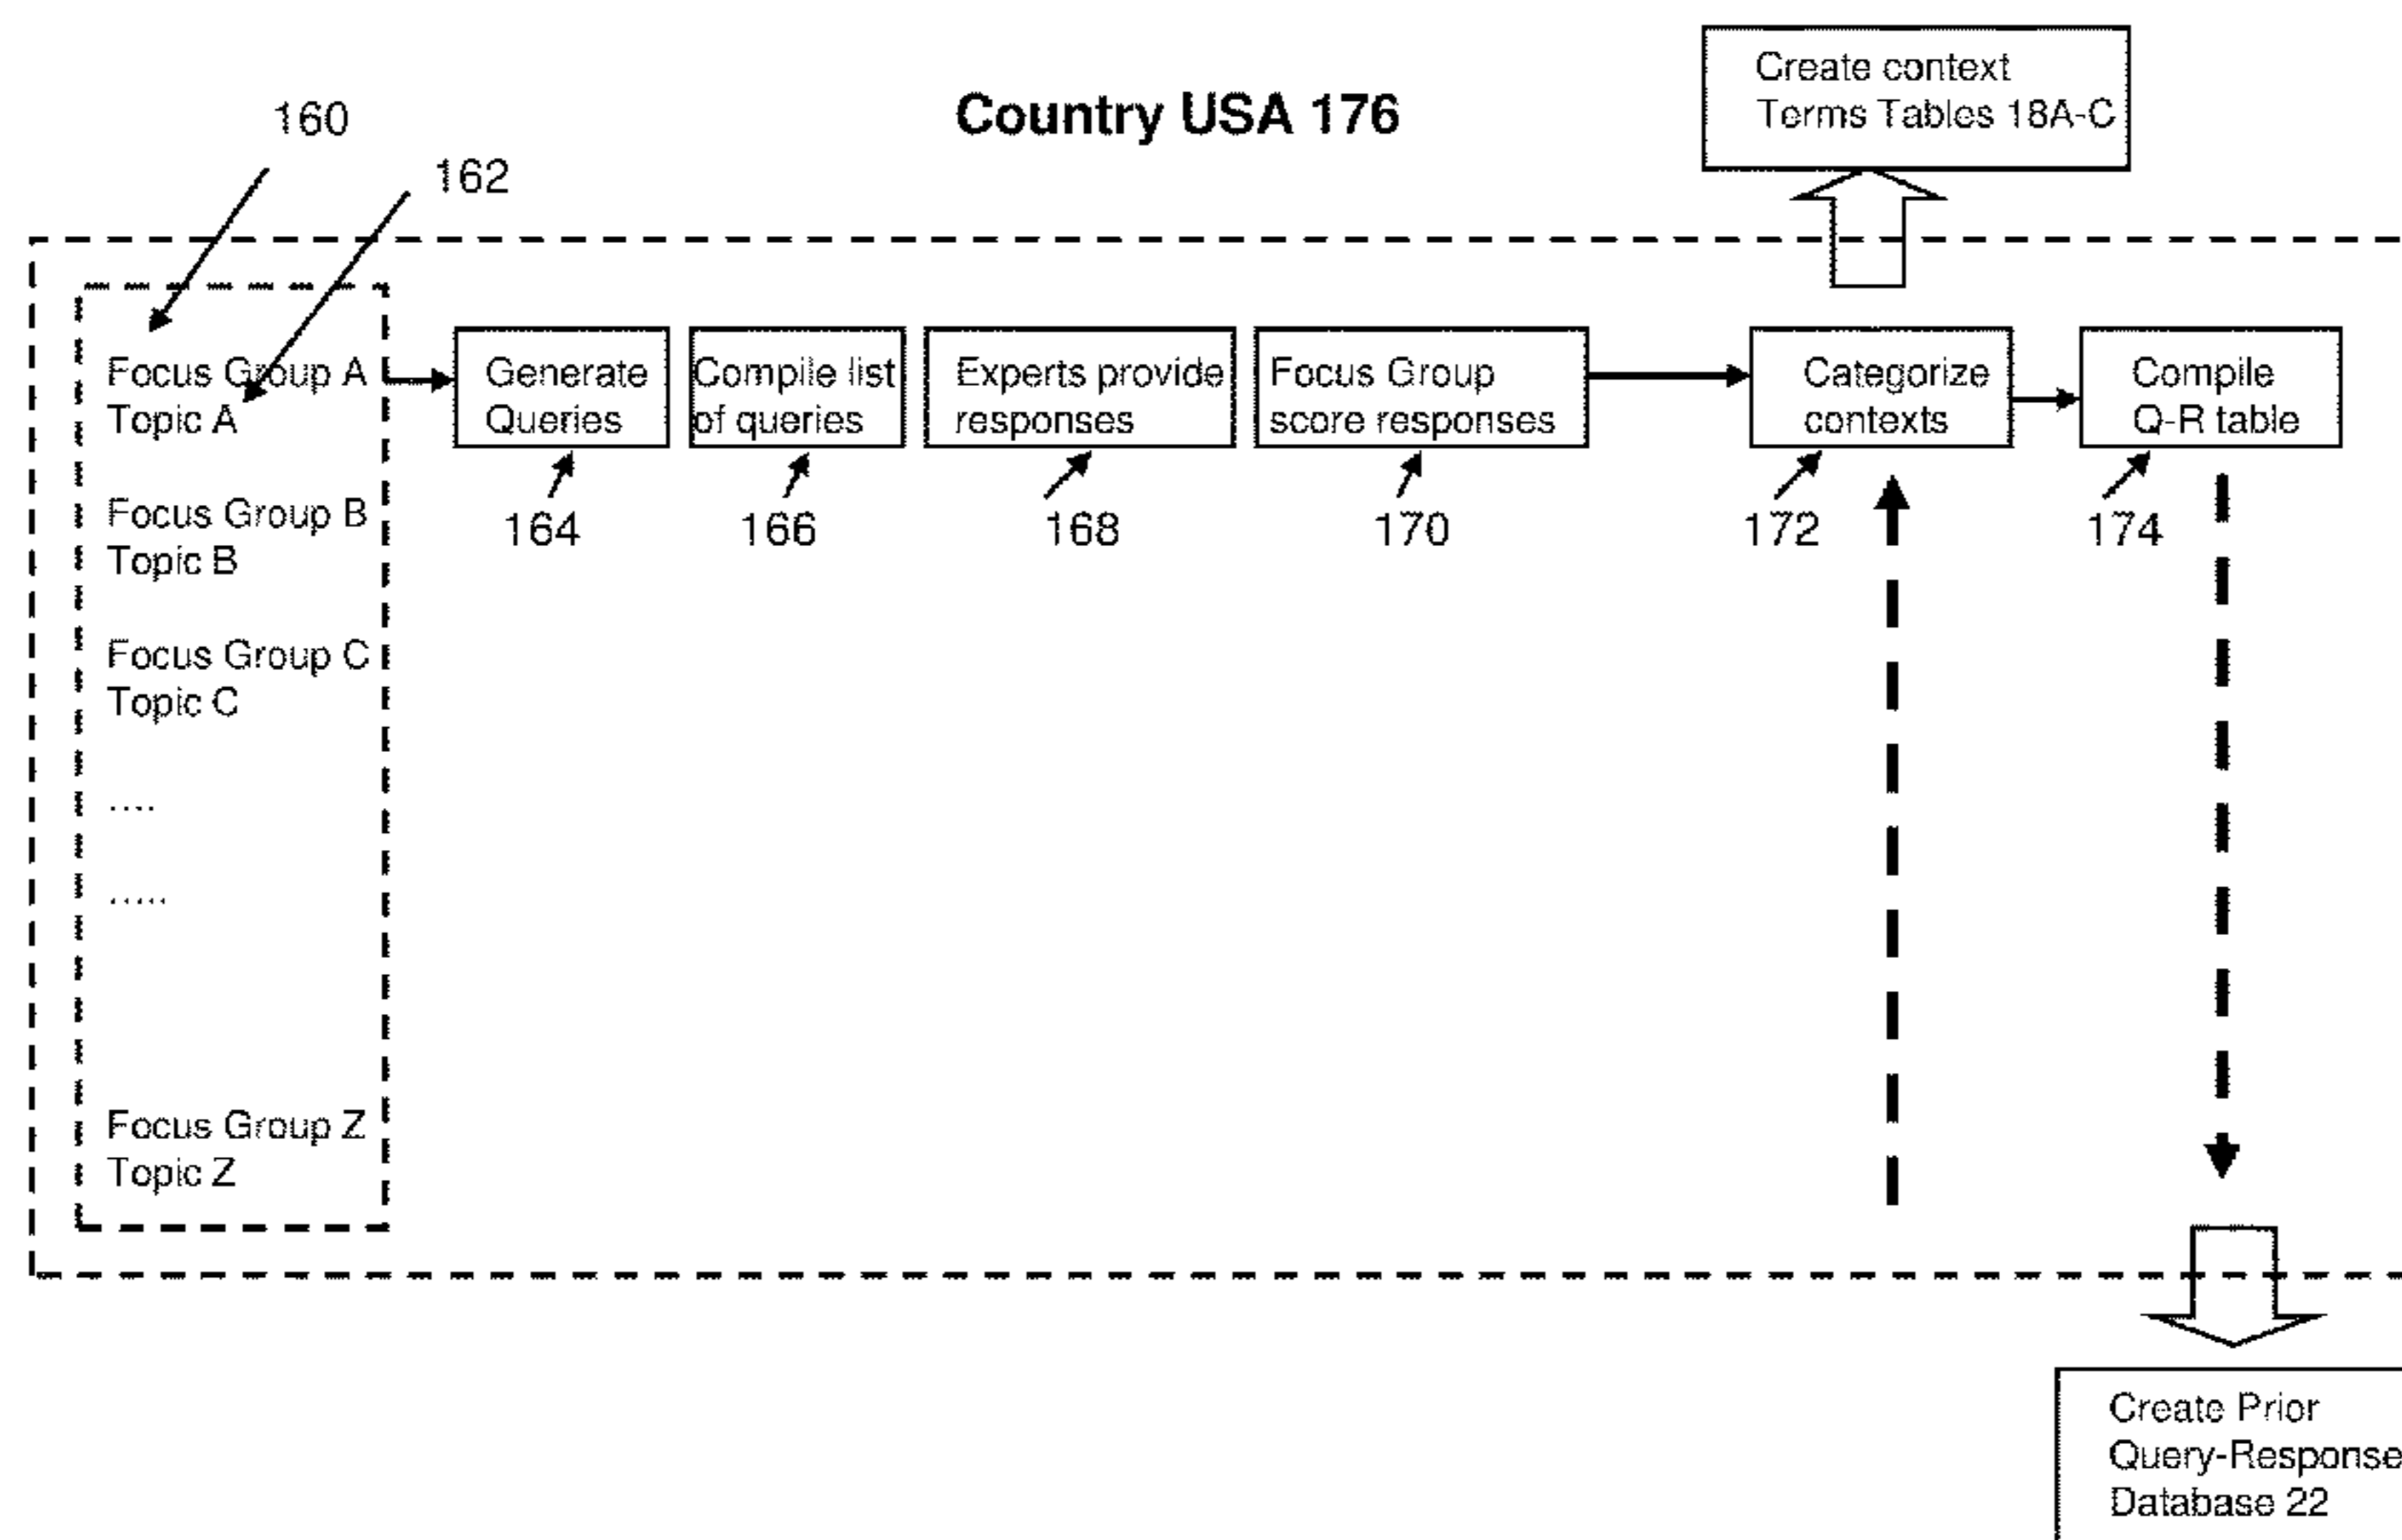 Create context
Terms Tables 18A-C
Country USA 176
160
162
Focus Group A
Topic A
Generate
Queries
Compile list
of queries
Experts provide
responses
Focus Group
score responses
Categorize
contexts
Compile
Q-R table
164
166
168
170
172
174
Focus Group B
Topic B
Focus Group C
Topic C
....
.....
Focus Group Z
Topic Z
Create Prior
Query-Response
Database 22